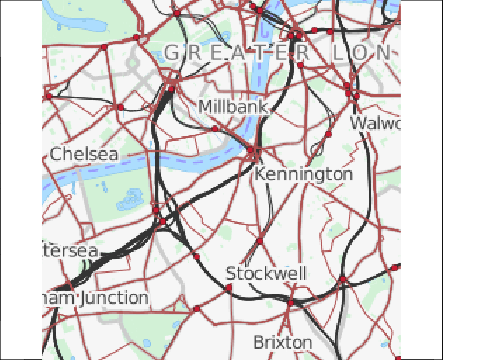 GREATER LON
Millbank
Walwo
Chelsea
Kennington
tersea
Stockwell
ham Junction
Brixton